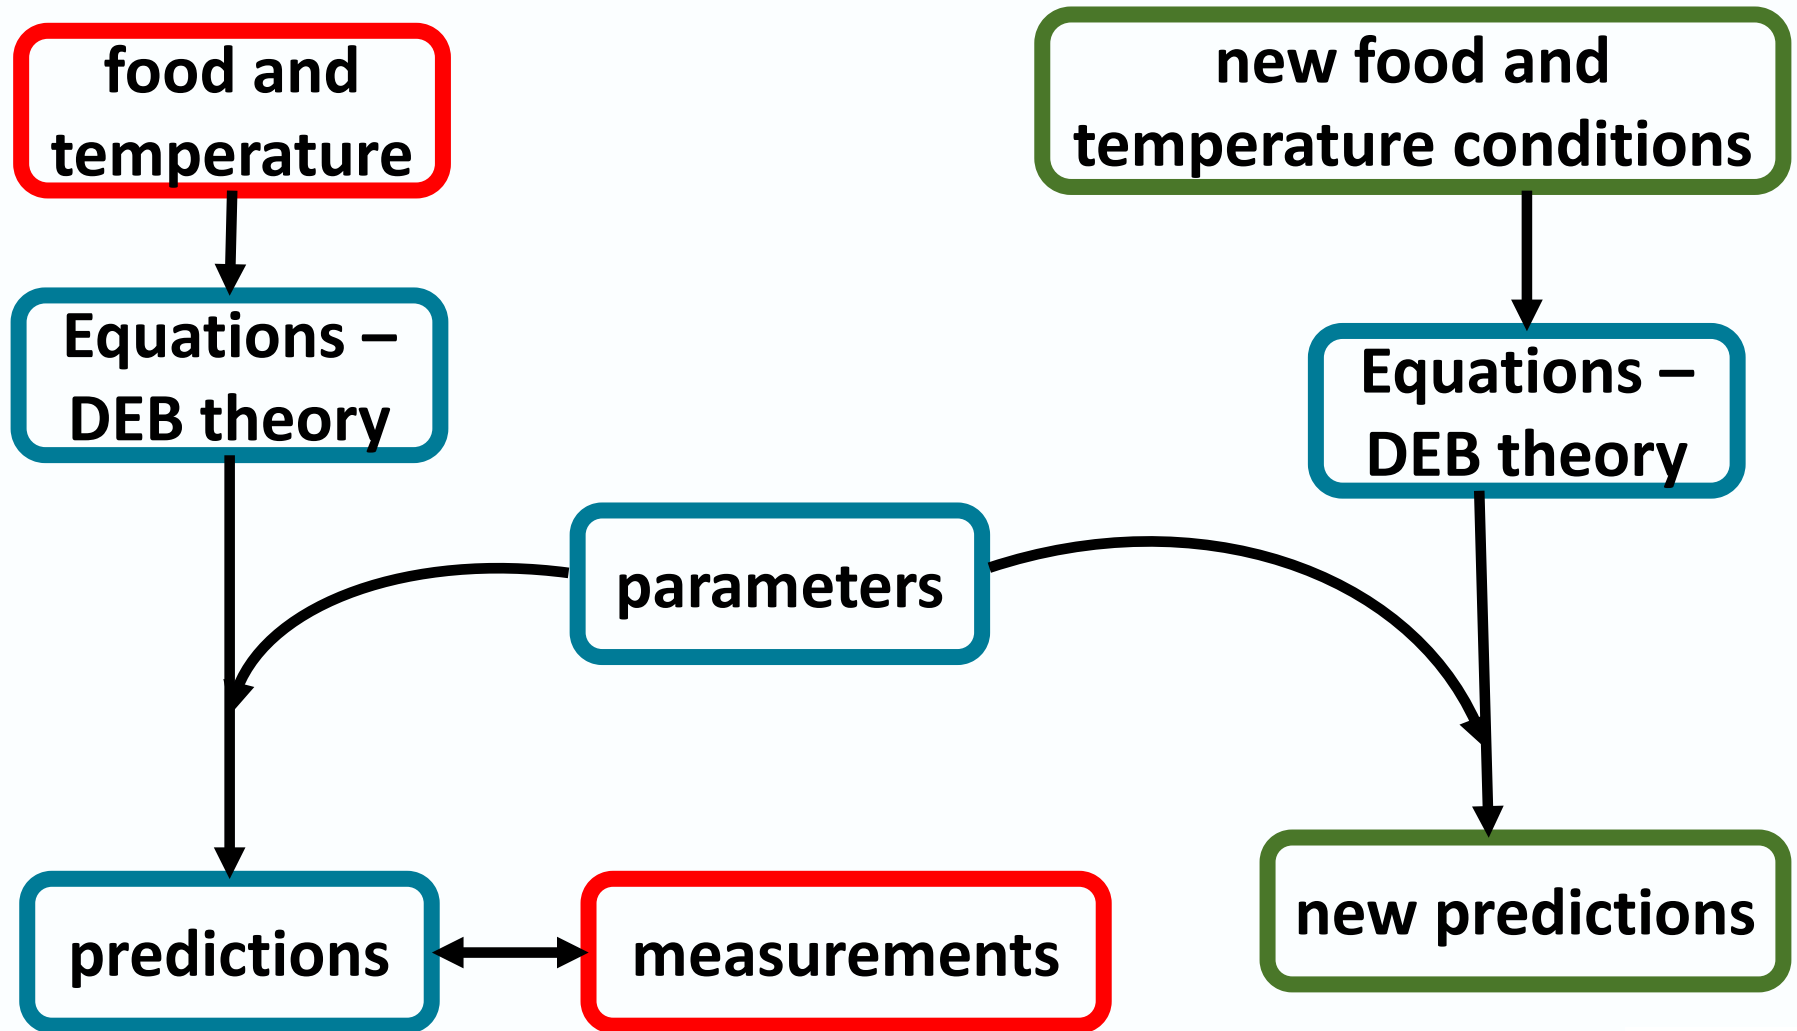 food and
temperature
new food and
temperature conditions
Equations –
DEB theory
Equations –
DEB theory
parameters
predictions
measurements
new predictions